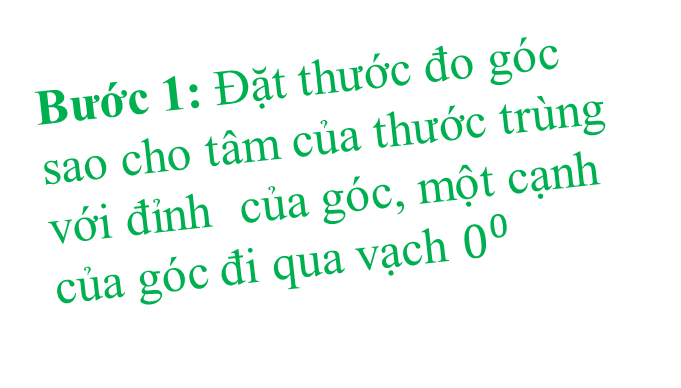 Bước 1: Đặt thước đo góc
sao cho tâm của thước trùng
với đỉnh của góc, một cạnh
của góc đi qua vạch 0⁰